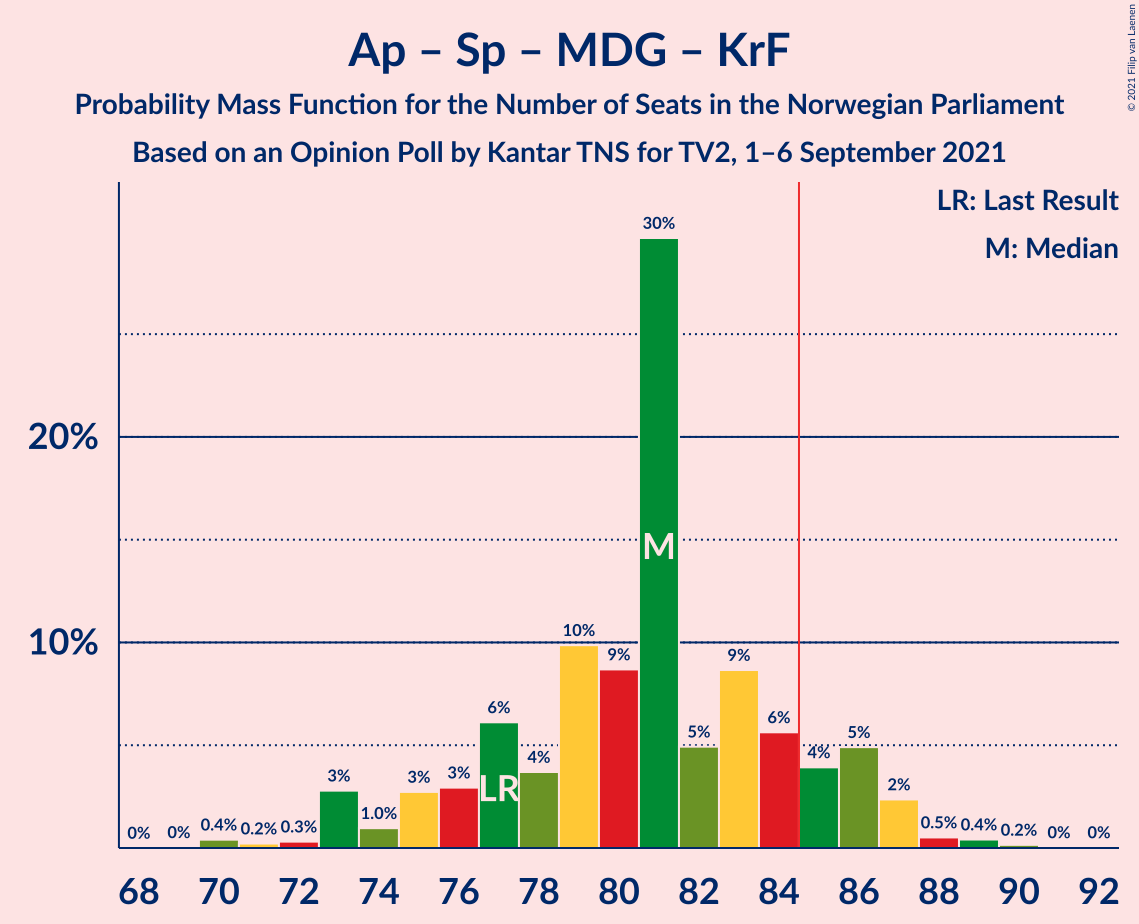 Ap – Sp – MDG – KrF
Probability Mass Function for the Number of Seats in the Norwegian Parliament
Based on an Opinion Poll by Kantar TNS for TV2, 1–6 September 2021
© 2021 Filip van Laenen
LR: Last Result
M: Median
20%
10%
0% 0% 0.4% 0.2% 0.3% 3% 1.0% 3% 3% 6% 4% 10% 9% 30% 5% 9% 6% 4% 5% 2% 0.5% 0.4% 0.2% 0% 0%
LR
M
68 70 72 74 76 78 80 82 84 86 88 90 92